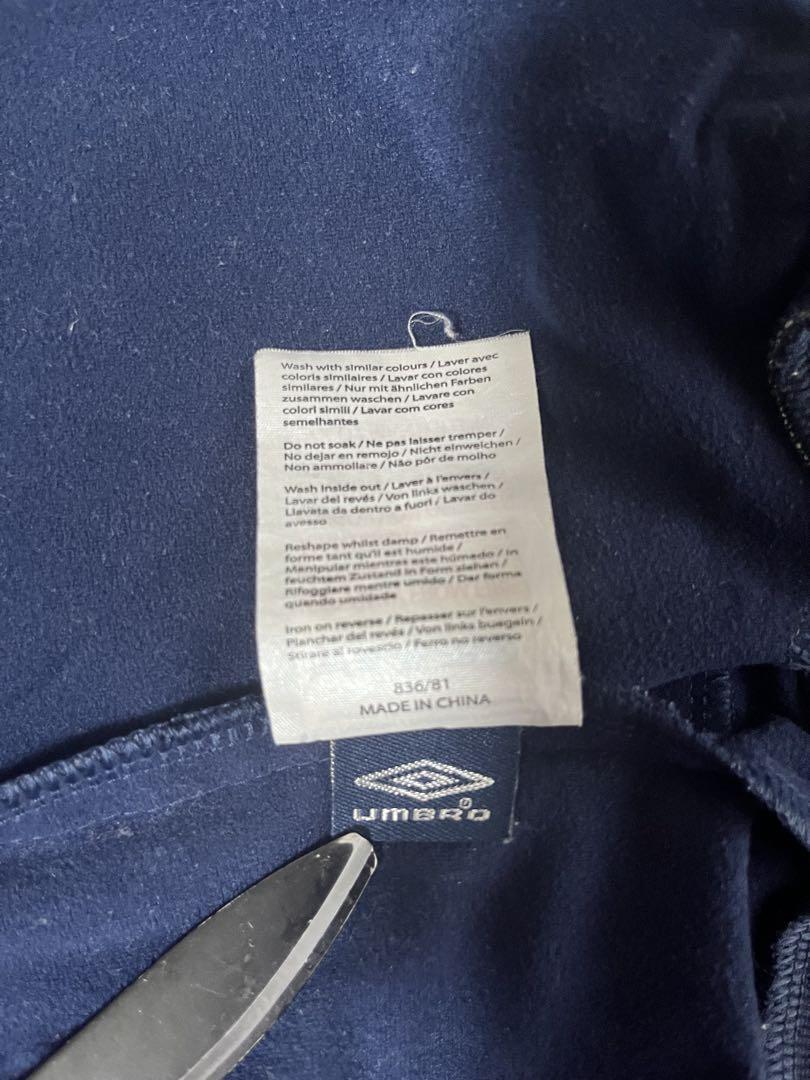 Wash with similar colours / Laver avec
coloris similaires / Lavar con colores
similares / Nur mit ähnlichen Farben
zusammen waschen / Lavare con
colori simili / Lavar com cores
semelhantes
Do not soak / Ne pas laisser tremper /
No dejar en remojo / Nicht einweichen /
Non ammollare / Não pôr de molho
Wash inside out / Laver à l'envers /
Lavar del revés / Von links waschen /
Llavata da dentro a fuori / Lavar do
avesso
Reshape whilst damp / Remettre en
forme tant qu'il est humide /
Manipular mientras este húmedo / In
feuchtem Zustand in Form ziehen /
Rifoggiare mentre umido / Dar forma
quando umidade
Iron on reverse / Repasser sur l'envers /
Planchar del revés / Von links buegeln /
Stirare al rovescio / Ferro no reverso
836/81
MADE IN CHINA
UMBRO